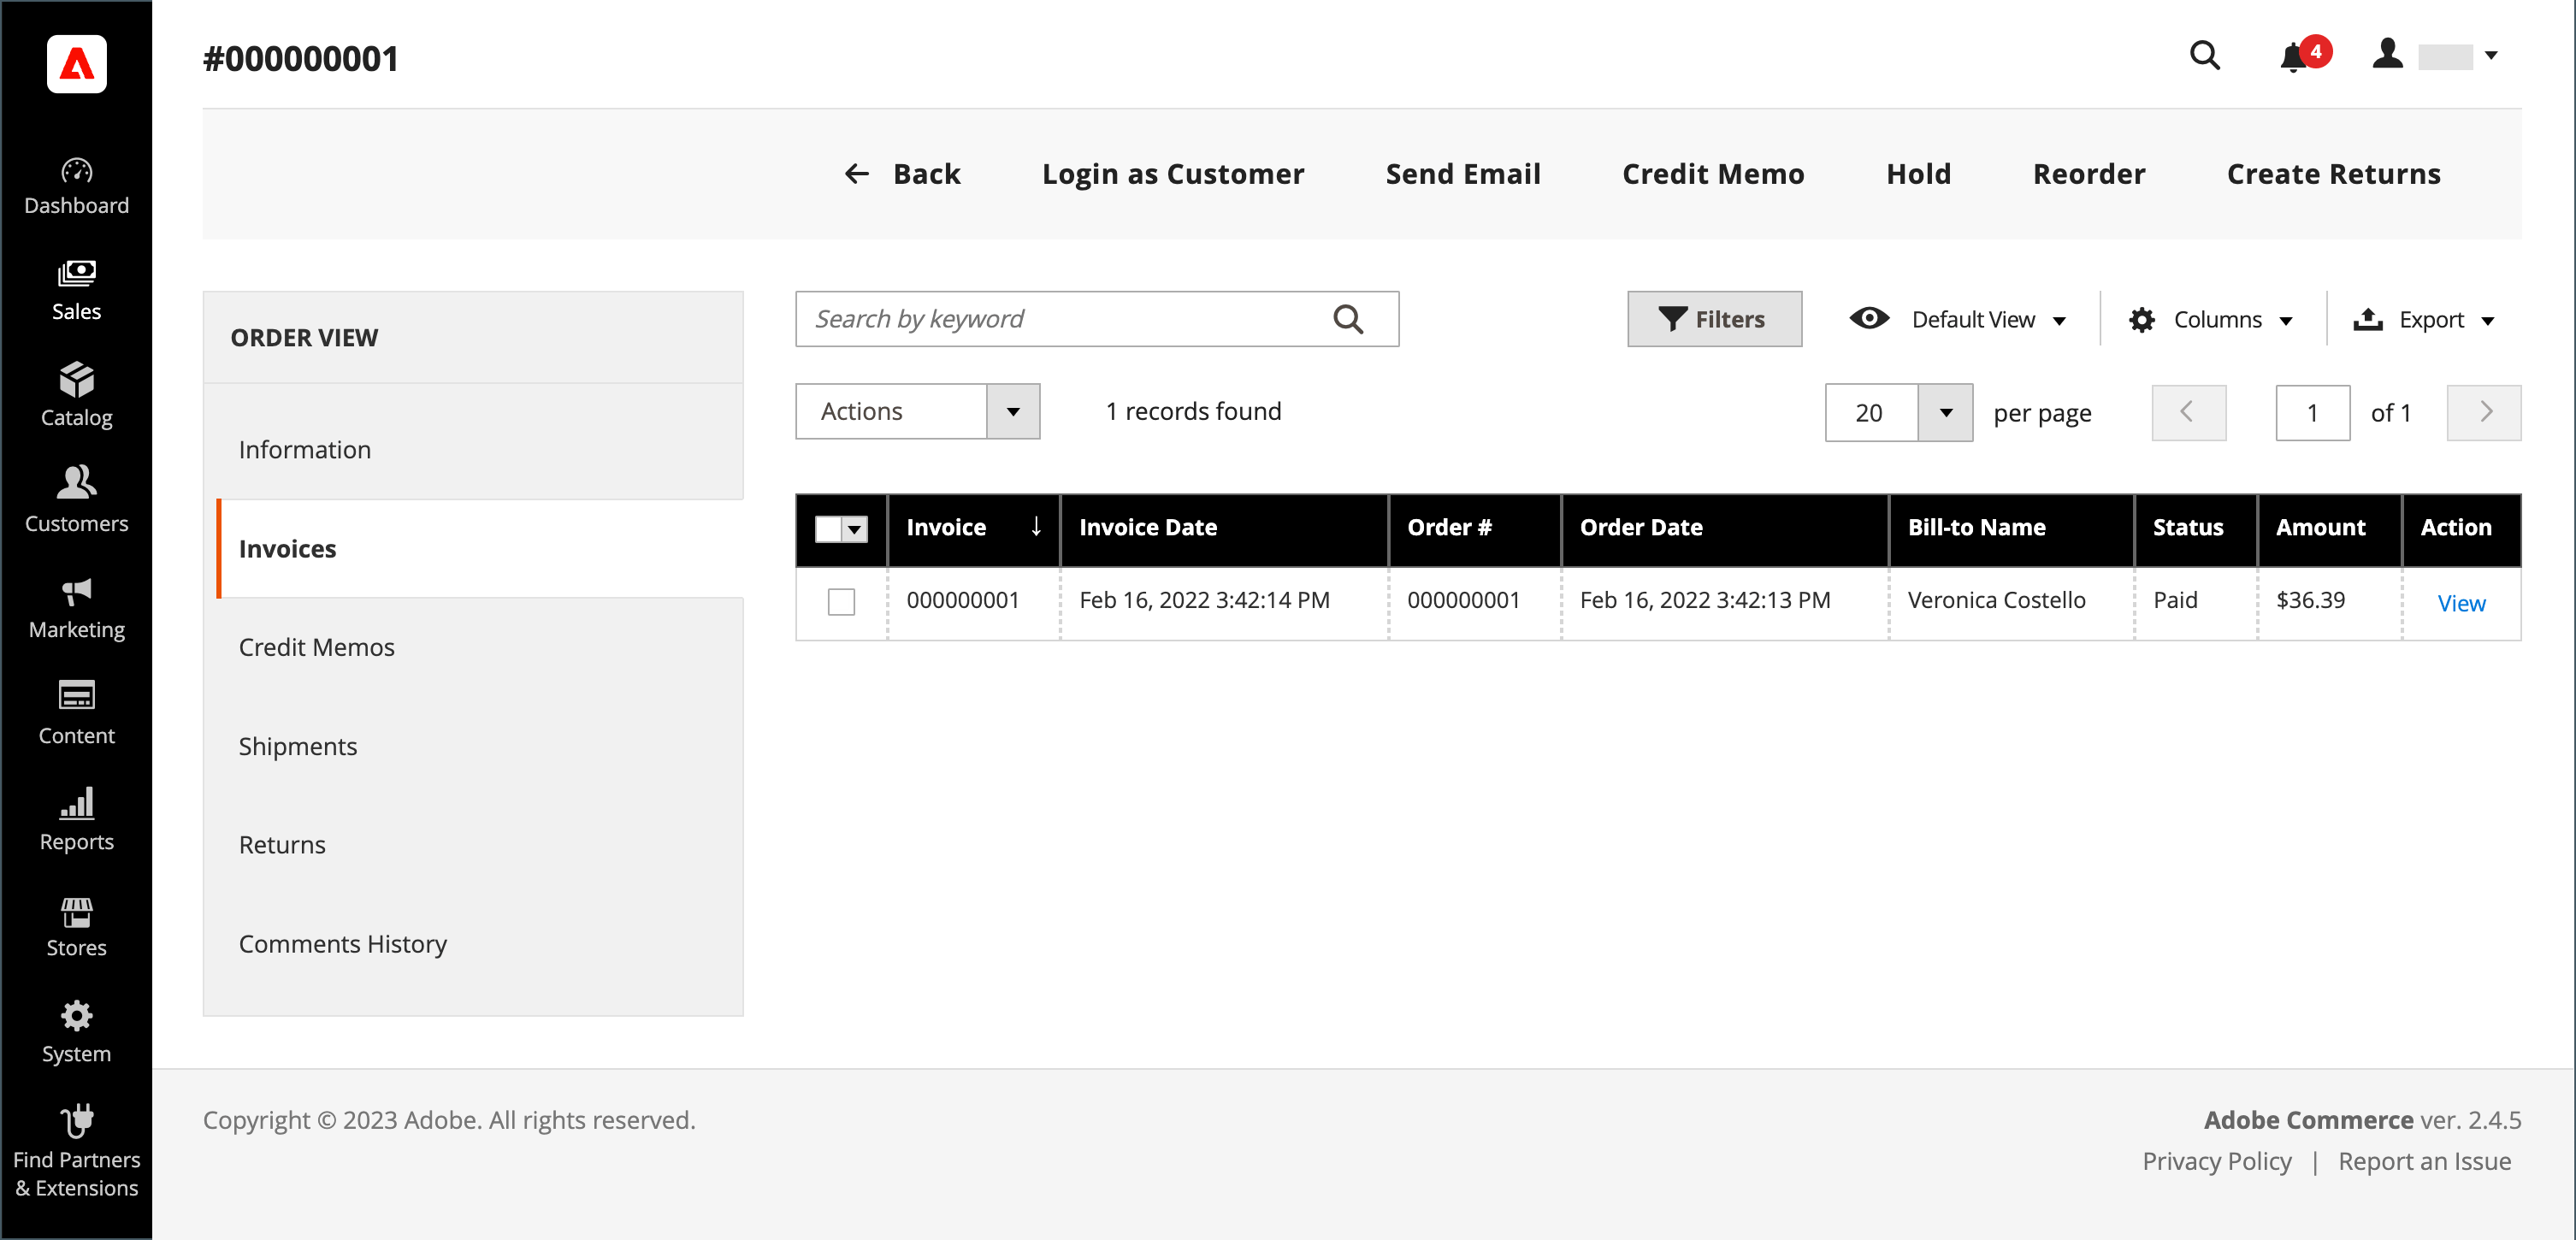 #000000001
4
Dashboard
Sales
Catalog
Customers
Marketing
Content
Reports
Stores
System
Find Partners
& Extensions
Back Login as Customer Send Email Credit Memo Hold Reorder Create Returns
ORDER VIEW
Information
Invoices
Credit Memos
Shipments
Returns
Comments History
Search by keyword Filters Default View Columns Export
Actions 1 records found 20 per page 1 of 1
Invoice ↓ Invoice Date Order # Order Date Bill-to Name Status Amount Action
000000001 Feb 16, 2022 3:42:14 PM 000000001 Feb 16, 2022 3:42:13 PM Veronica Costello Paid $36.39 View
Copyright © 2023 Adobe. All rights reserved.
Adobe Commerce ver. 2.4.5
Privacy Policy | Report an Issue